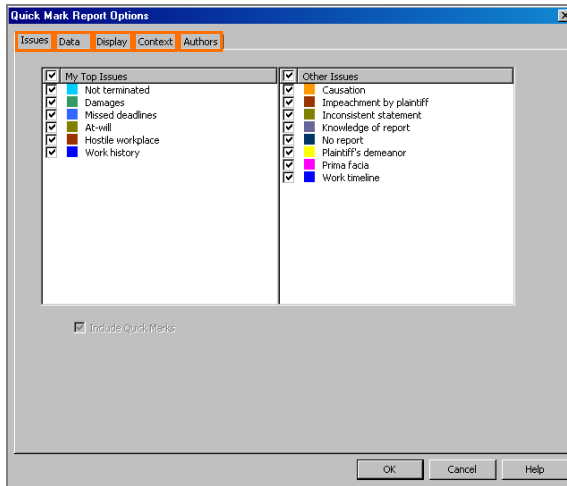 Quick Mark Report Options
Issues Data Display Context Authors
My Top Issues
Not terminated
Damages
Missed deadlines
At-will
Hostile workplace
Work history
Other Issues
Causation
Impeachment by plaintiff
Inconsistent statement
Knowledge of report
No report
Plaintiff's demeanor
Prima facia
Work timeline
Include Quick Marks
OK Cancel Help